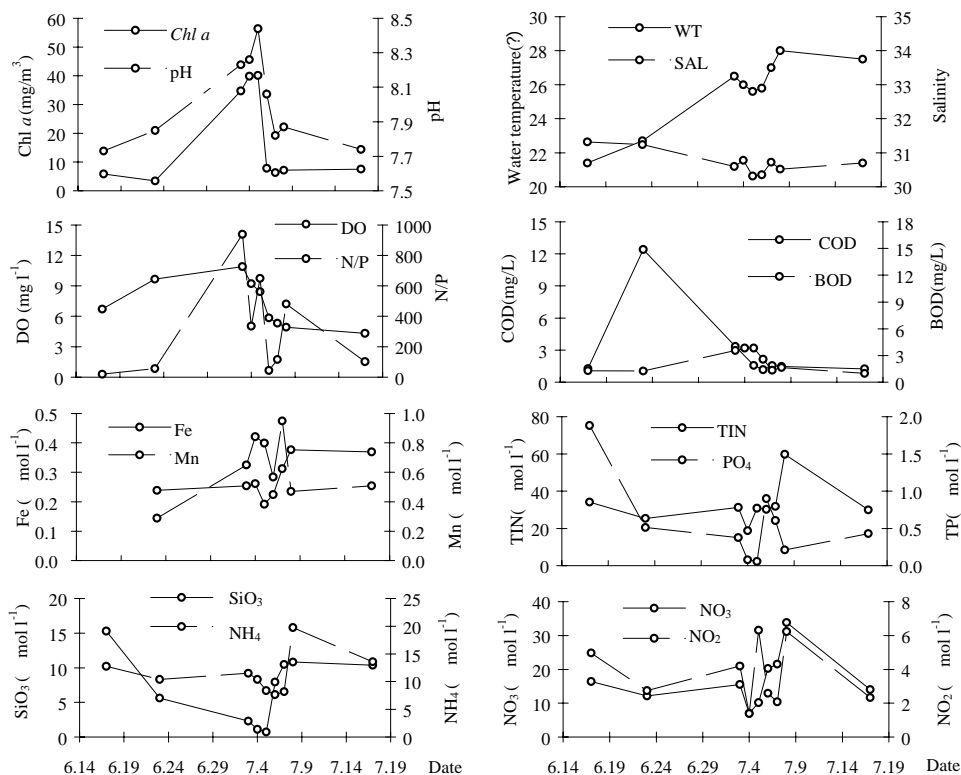 60
50
40
30
20
10
0
Chl a (mg/m3)
Chl a
pH
8.5
8.4
8.1
7.9
7.6
7.5
pH
30
28
26
24
22
20
Water temperature(?)
WT
SAL
35
34
33
32
31
30
Salinity
15
12
9
6
3
0
DO (mg l-1)
DO
N/P
1000
800
600
400
200
0
N/P
15
12
9
6
3
0
COD(mg/L)
COD
BOD
18
15
12
9
6
3
0
BOD(mg/L)
0.5
0.4
0.3
0.2
0.1
0.0
Fe ( mol l-1)
Fe
Mn
1.0
0.8
0.6
0.4
0.2
0.0
Mn ( mol l-1)
80
60
40
20
0
TIN( mol l-1)
TIN
PO4
2.0
1.5
1.0
0.5
0.0
TP( mol l-1)
20
15
10
5
0
SiO3 ( mol l-1)
SiO3
NH4
25
20
15
10
5
0
NH4 ( mol l-1)
6.14 6.19 6.24 6.29 7.4 7.9 7.14 7.19 Date
40
30
20
10
0
NO3 ( mol l-1)
NO3
NO2
8
6
4
2
0
NO2 ( mol l-1)
6.14 6.19 6.24 6.29 7.4 7.9 7.14 7.19 Date